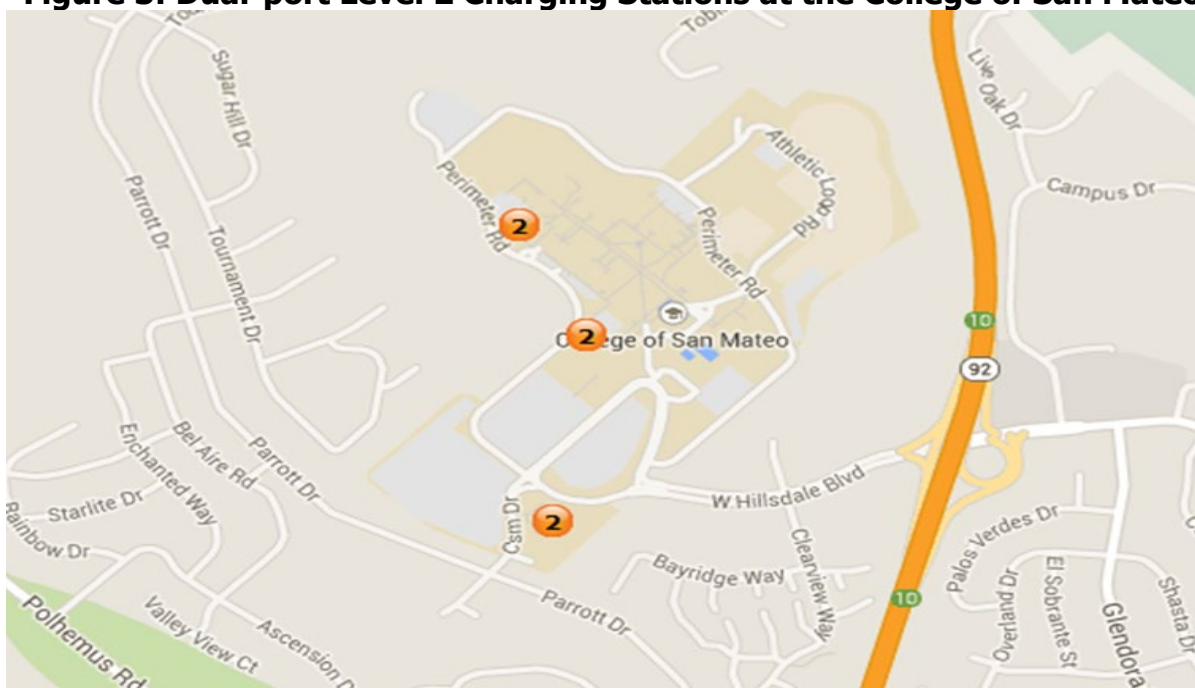 Figure 5: Dual-port Level 2 Charging Stations at the College of San Mateo
Sugar Hill Dr
Live Oak Dr
Athletic Loop Rd
Campus Dr
Perimeter Rd
Parrott Dr
2
Perimeter Rd
Tournament Dr
10
2
College of San Mateo
92
Enchanted Way
Bel Aire Rd
Parrott Dr
W Hillsdale Blvd
Starlite Dr
Csm Dr
2
Palos Verdes Dr
Rainbow Dr
Clearview Way
Bayridge Way
El Sobrante St
Overland Dr
Shasta Dr
10
Parrott Dr
Glendora
Polhemus Rd
Valley View Ct
Ascension D